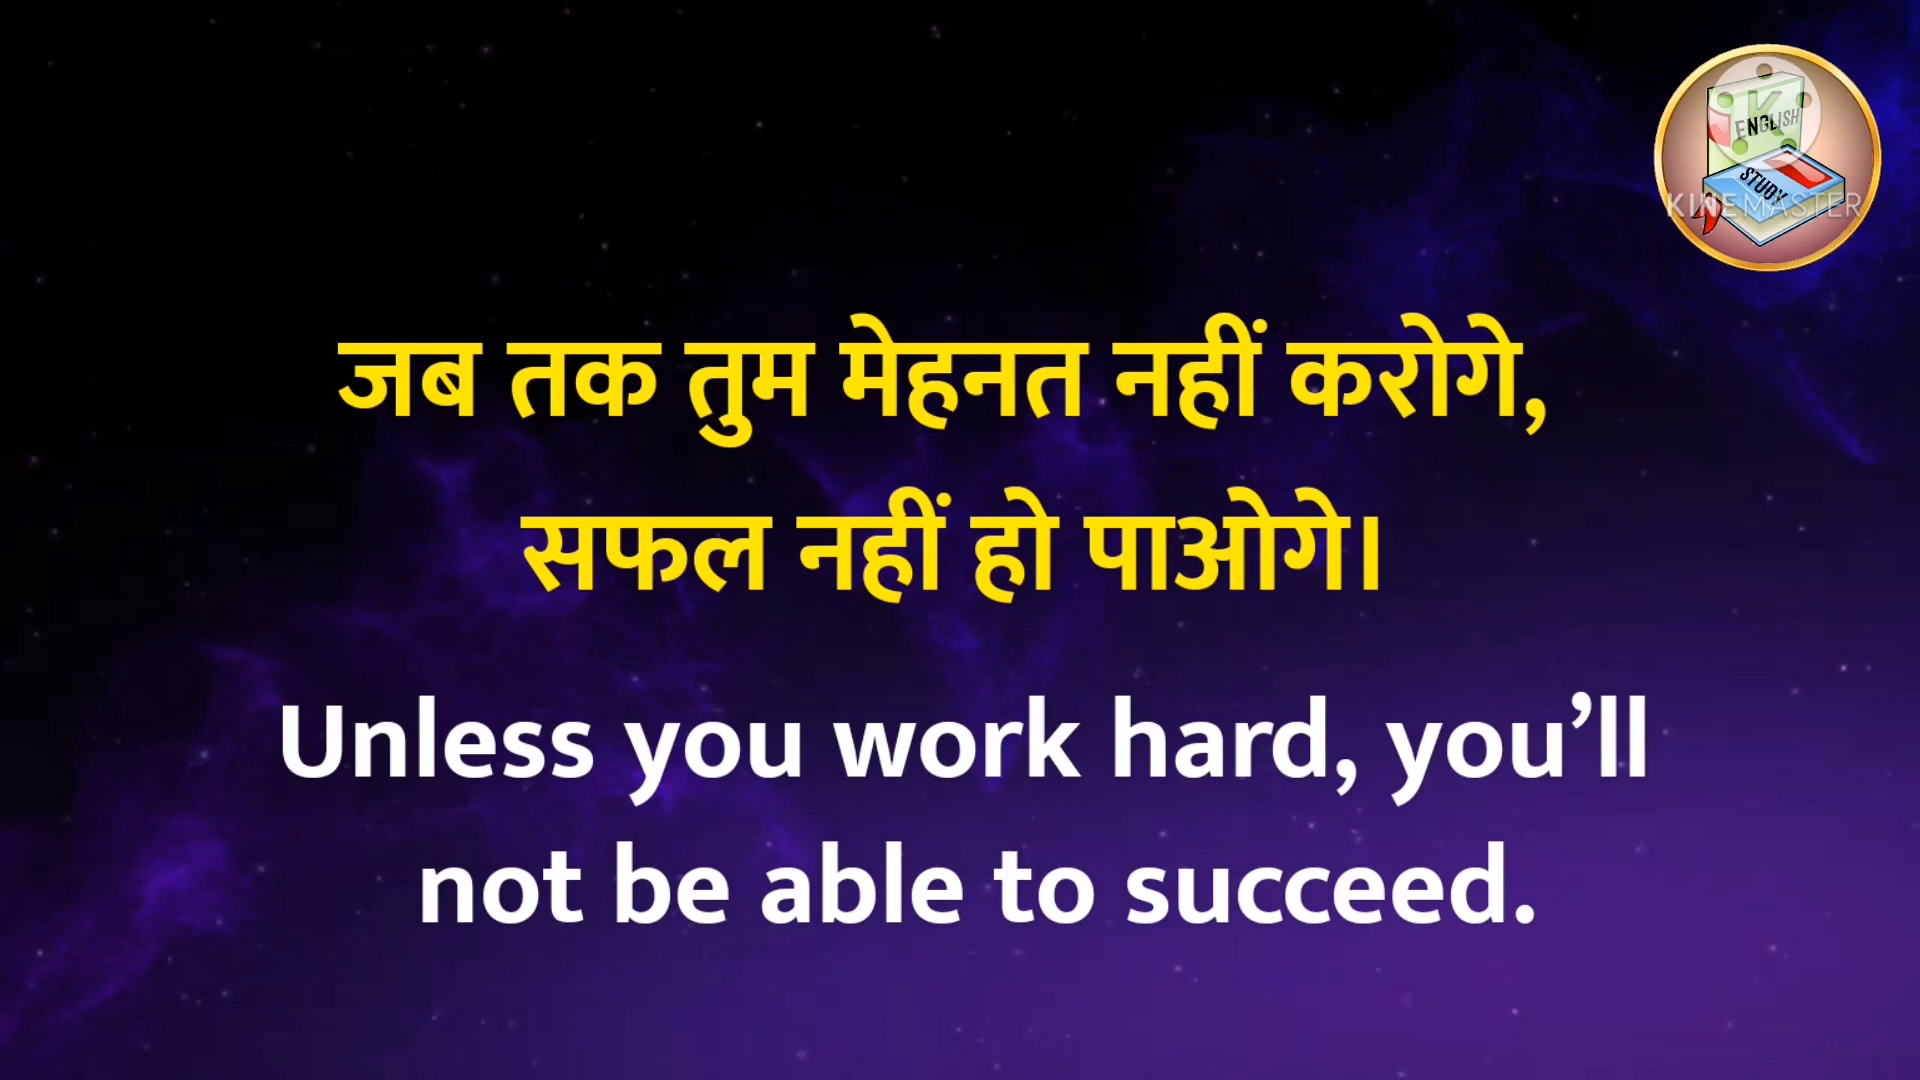 ENGLISH
STUDY
KINEMASTER
जब तक तुम मेहनत नहीं करोगे,
सफल नहीं हो पाओगे।
Unless you work hard, you’ll
not be able to succeed.